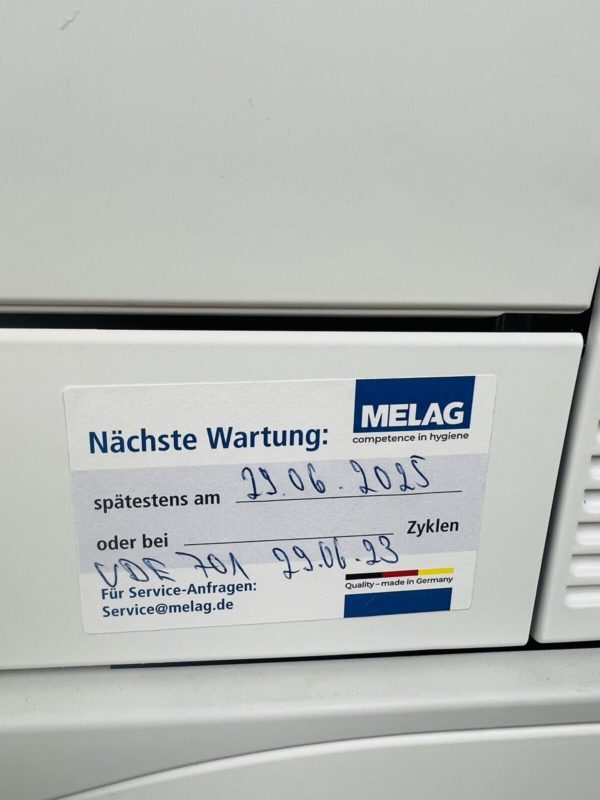 MELAG
competence in hygiene
Nächste Wartung:
spätestens am 29.06.2025
oder bei Zyklen
VDE 701 29.06.23
Für Service-Anfragen:
Service@melag.de
Quality – made in Germany